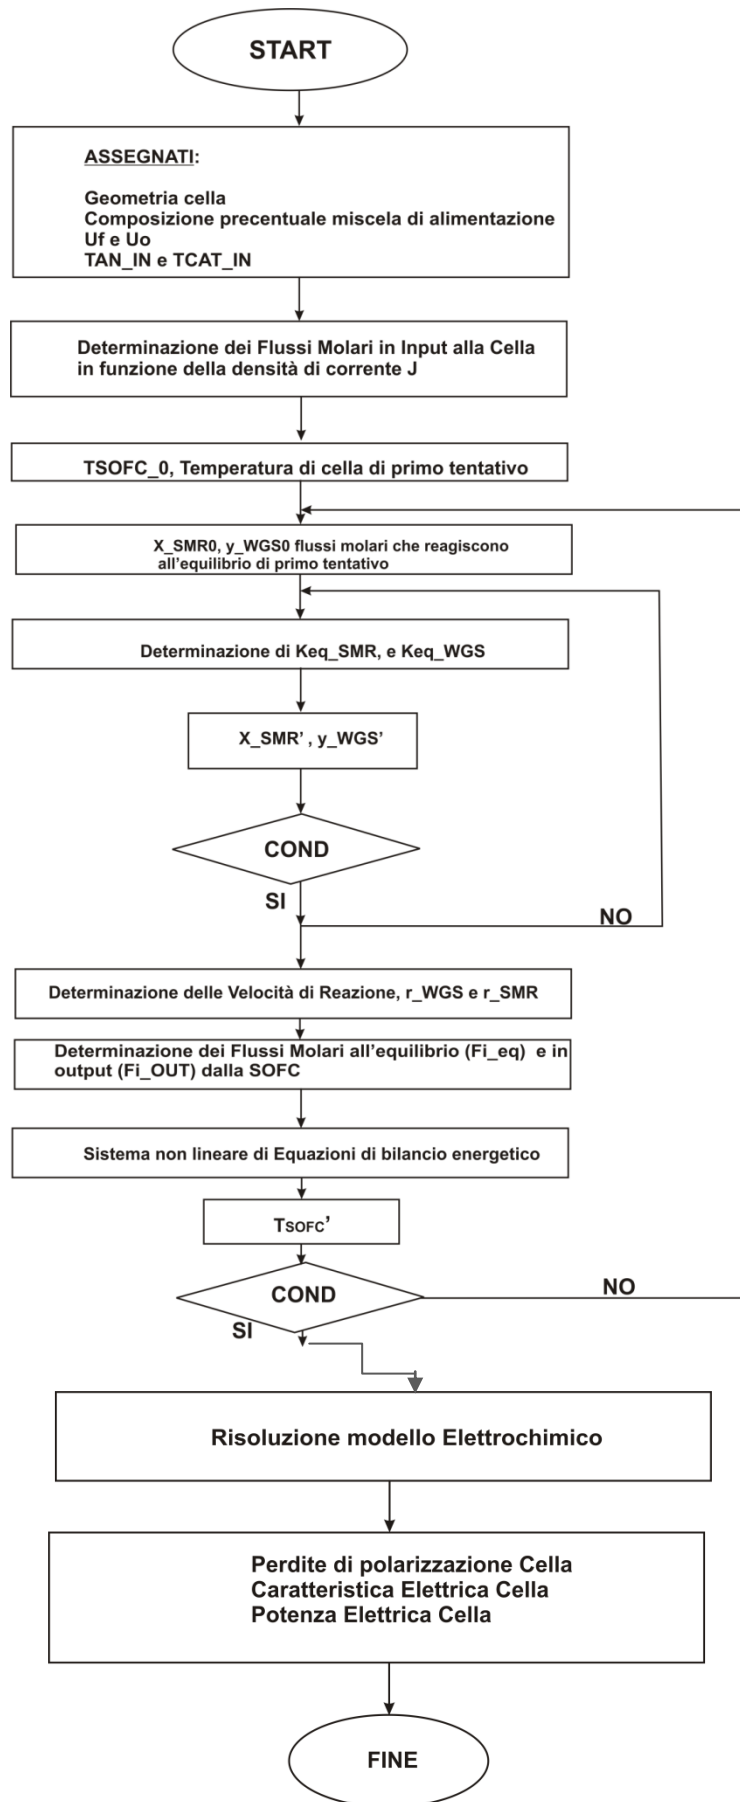 START
ASSEGNATI:
Geometria cella
Composizione precentuale miscela di alimentazione
Uf e Uo
TAN_IN e TCAT_IN
Determinazione dei Flussi Molari in Input alla Cella
in funzione della densità di corrente J
TSOFC_0, Temperatura di cella di primo tentativo
X_SMR0, y_WGS0 flussi molari che reagiscono
all'equilibrio di primo tentativo
Determinazione di Keq_SMR, e Keq_WGS
X_SMR' , y_WGS'
COND
SI
NO
Determinazione delle Velocità di Reazione, r_WGS e r_SMR
Determinazione dei Flussi Molari all'equilibrio (Fi_eq) e in
output (Fi_OUT) dalla SOFC
Sistema non lineare di Equazioni di bilancio energetico
TSOFC'
COND
NO
SI
Risoluzione modello Elettrochimico
Perdite di polarizzazione Cella
Caratteristica Elettrica Cella
Potenza Elettrica Cella
FINE